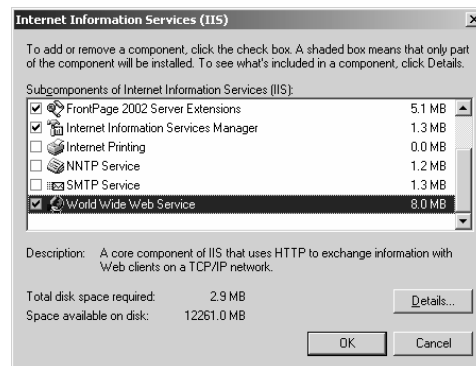 Internet Information Services (IIS)
To add or remove a component, click the check box. A shaded box means that only part
of the component will be installed. To see what's included in a component, click Details.
Subcomponents of Internet Information Services (IIS):
FrontPage 2002 Server Extensions 5.1 MB
Internet Information Services Manager 1.3 MB
Internet Printing 0.0 MB
NNTP Service 1.2 MB
SMTP Service 1.3 MB
World Wide Web Service 8.0 MB
Description: A core component of IIS that uses HTTP to exchange information with
Web clients on a TCP/IP network.
Total disk space required: 2.9 MB
Details...
Space available on disk: 12261.0 MB
OK Cancel